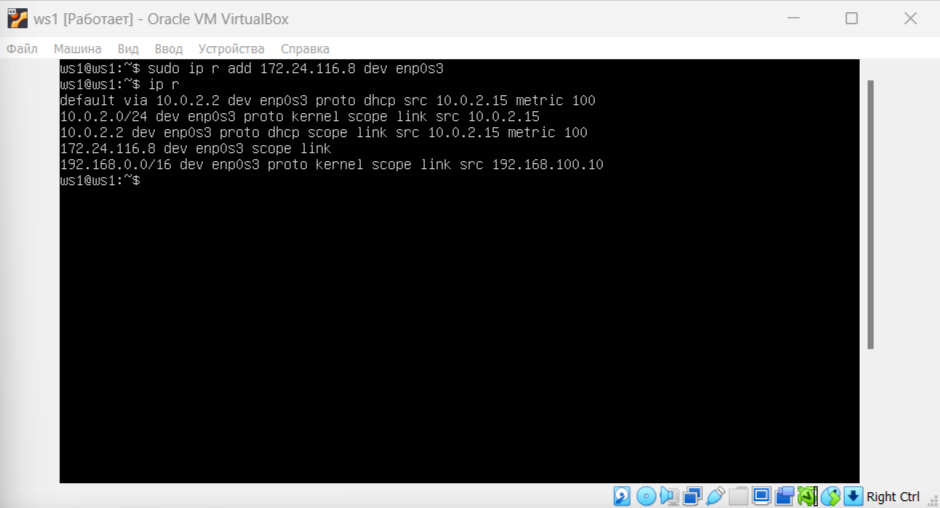 ws1 [Работает] - Oracle VM VirtualBox
Файл Машина Вид Ввод Устройства Справка
ws1@ws1:~$ sudo ip r add 172.24.116.8 dev enp0s3
ws1@ws1:~$ ip r
default via 10.0.2.2 dev enp0s3 proto dhcp src 10.0.2.15 metric 100
10.0.2.0/24 dev enp0s3 proto kernel scope link src 10.0.2.15
10.0.2.2 dev enp0s3 proto dhcp scope link src 10.0.2.15 metric 100
172.24.116.8 dev enp0s3 scope link
192.168.0.0/16 dev enp0s3 proto kernel scope link src 192.168.100.10
ws1@ws1:~$
Right Ctrl